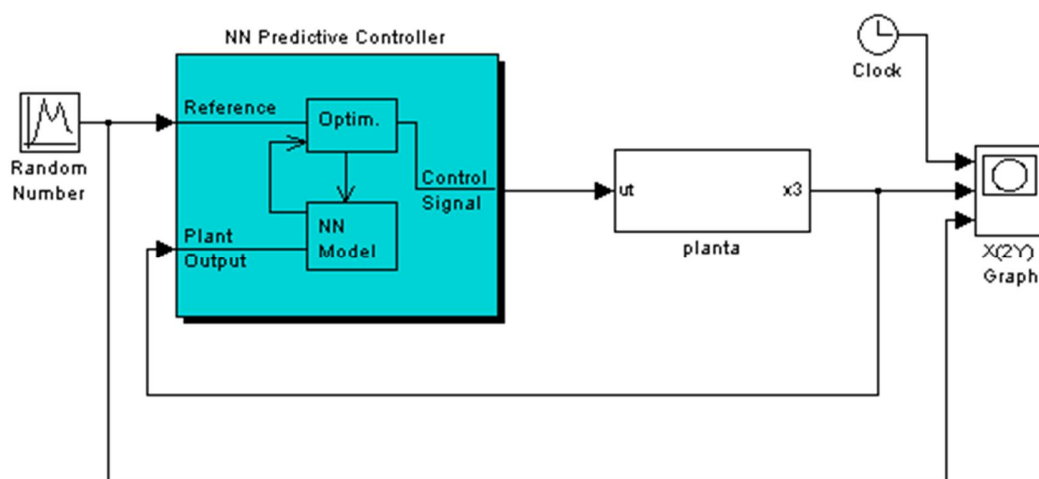 NN Predictive Controller
Clock
Random
Number
Reference
Optim.
Control
Signal
NN
Model
Plant
Output
ut
x3
planta
X(2Y)
Graph